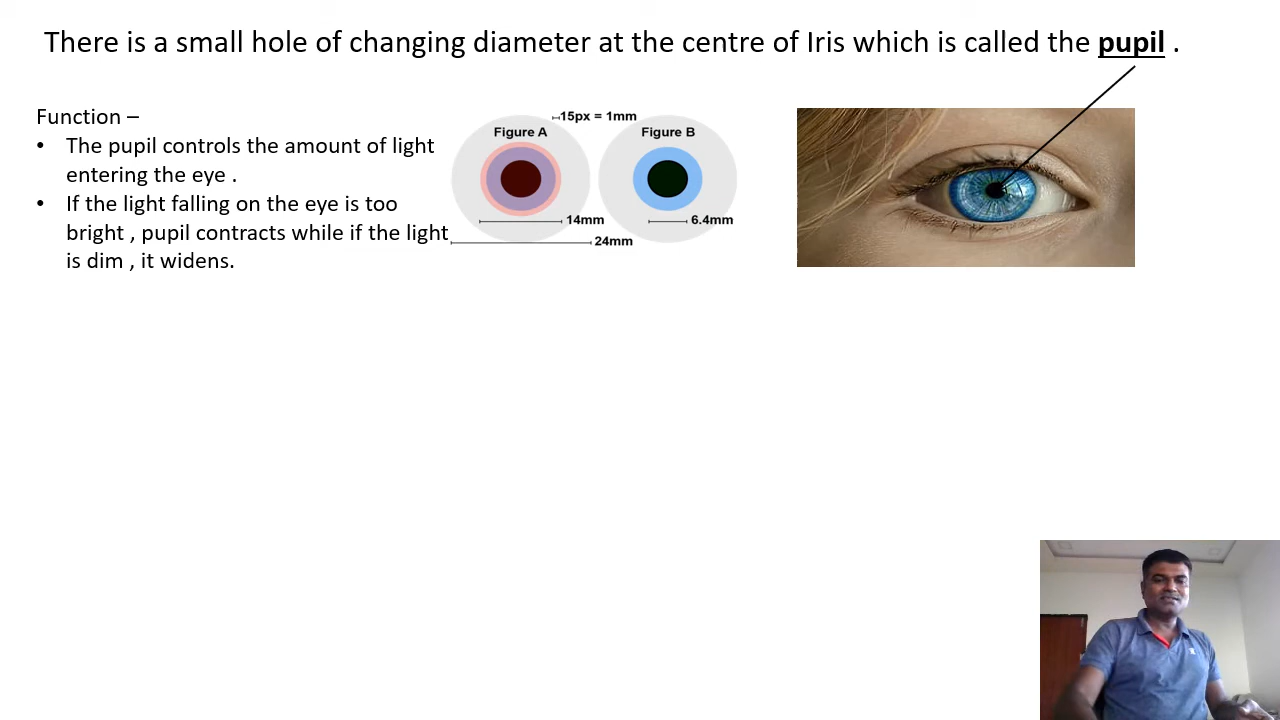 There is a small hole of changing diameter at the centre of Iris which is called the pupil .
Function –
• The pupil controls the amount of light
entering the eye .
• If the light falling on the eye is too
bright , pupil contracts while if the light
is dim , it widens.
15px = 1mm
Figure A
Figure B
14mm
6.4mm
24mm